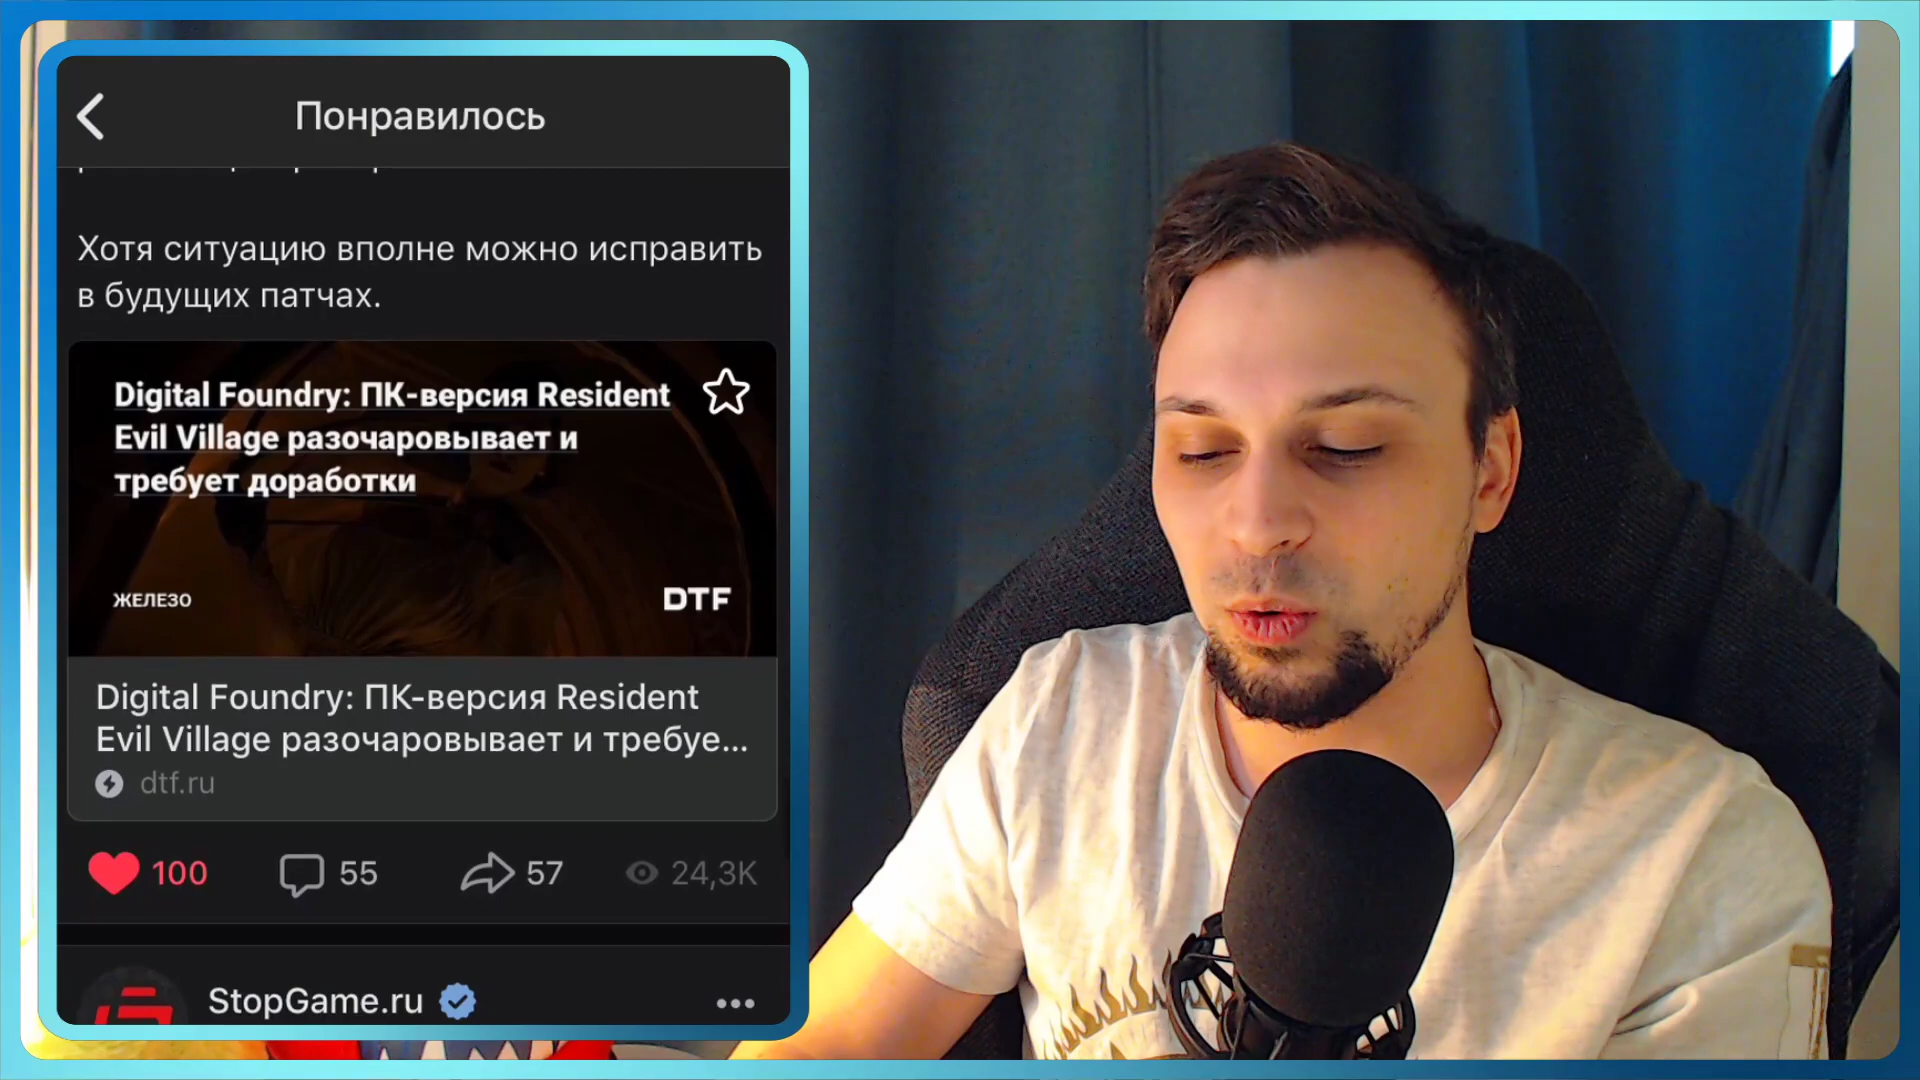 Понравилось
Хотя ситуацию вполне можно исправить
в будущих патчах.
Digital Foundry: ПК-версия Resident
Evil Village разочаровывает и
требует доработки
ЖЕЛЕЗО
DTF
Digital Foundry: ПК-версия Resident
Evil Village разочаровывает и требуе...
dtf.ru
100
55
57
24,3K
StopGame.ru